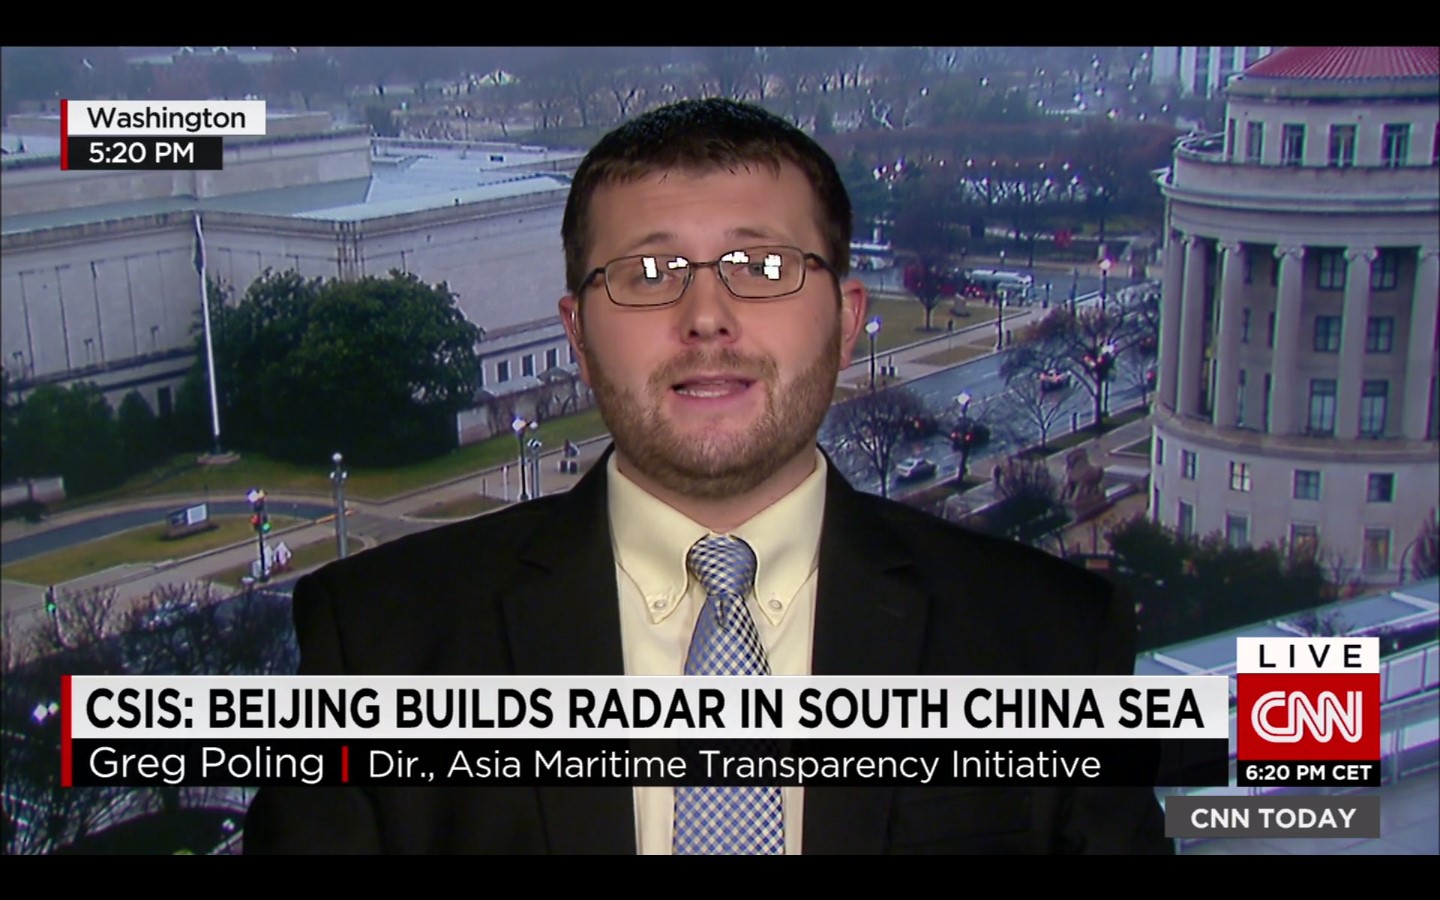 Washington
5:20 PM
LIVE
CSIS: BEIJING BUILDS RADAR IN SOUTH CHINA SEA
CNN
Greg Poling | Dir., Asia Maritime Transparency Initiative
6:20 PM CET
CNN TODAY